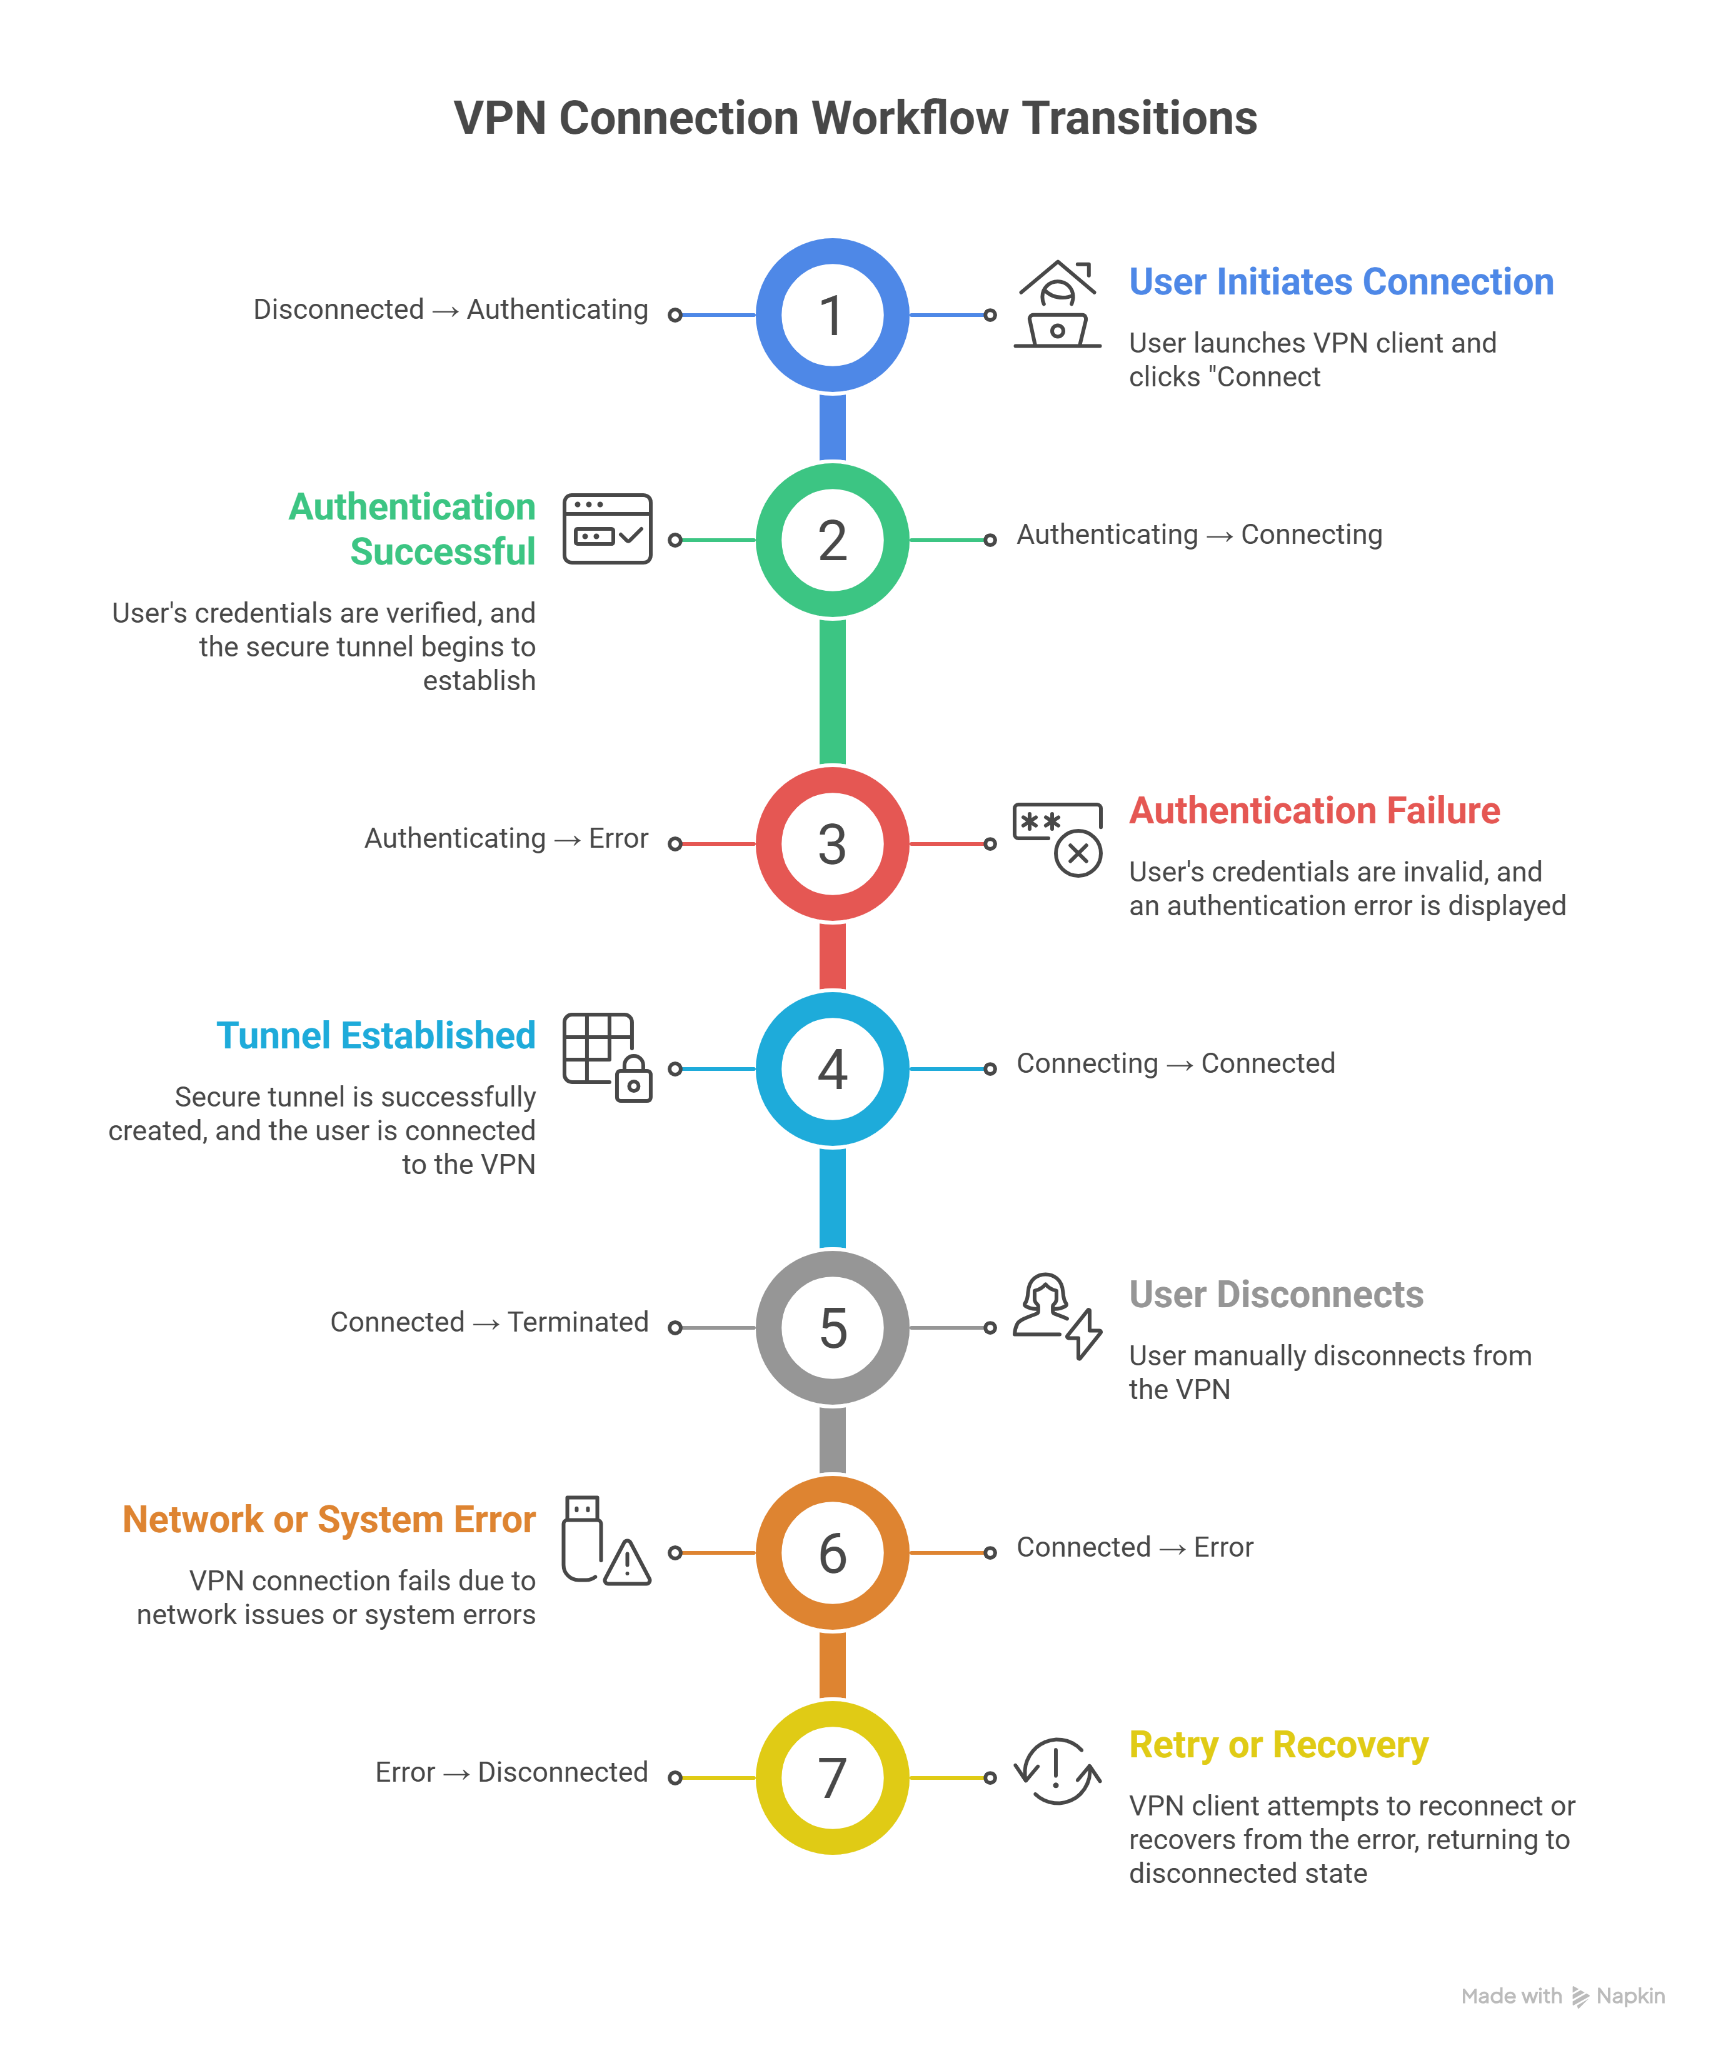 VPN Connection Workflow Transitions
Disconnected → Authenticating
1
User Initiates Connection
User launches VPN client and
clicks "Connect
Authentication
Successful
User's credentials are verified, and
the secure tunnel begins to
establish
2
Authenticating → Connecting
Authenticating → Error
3
Authentication Failure
User's credentials are invalid, and
an authentication error is displayed
Tunnel Established
Secure tunnel is successfully
created, and the user is connected
to the VPN
4
Connecting → Connected
Connected → Terminated
5
User Disconnects
User manually disconnects from
the VPN
Network or System Error
VPN connection fails due to
network issues or system errors
6
Connected → Error
Error → Disconnected
7
Retry or Recovery
VPN client attempts to reconnect or
recovers from the error, returning to
disconnected state
Made with Napkin